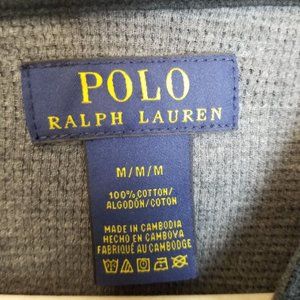 POLO
RALPH LAUREN
M/M/M
100% COTTON/
ALGODÓN/COTON
MADE IN CAMBODIA
HECHO EN CAMBOYA
FABRIQUÉ AU CAMBODGE